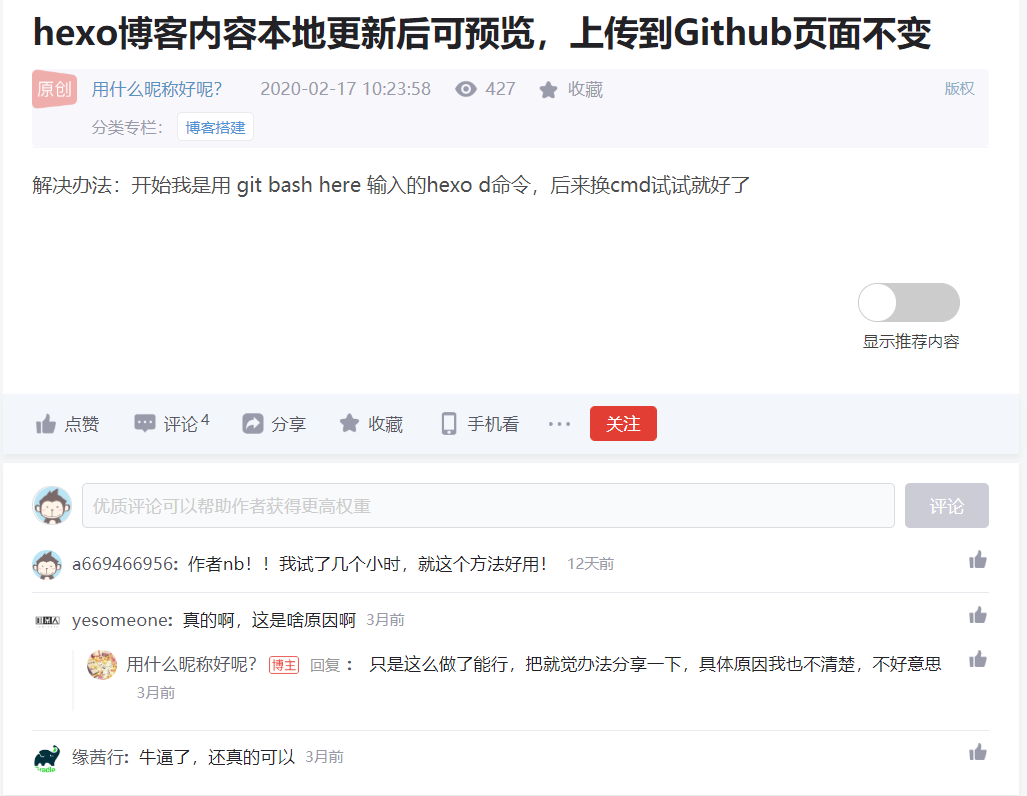 hexo博客内容本地更新后可预览，上传到Github页面不变
原创 用什么昵称好呢? 2020-02-17 10:23:58 427 收藏 版权
分类专栏： 博客搭建
解决办法：开始我是用 git bash here 输入的hexo d命令，后来换cmd试试就好了
显示推荐内容
点赞 评论 4 分享 收藏 手机看 ··· 关注
优质评论可以帮助作者获得更高权重 评论
a669466956: 作者nb！！我试了几个小时，就这个方法好用！ 12天前
yesomeone: 真的啊，这是啥原因啊 3月前
用什么昵称好呢? 博主 回复： 只是这么做了能行，把就觉办法分享一下，具体原因我也不清楚，不好意思
3月前
缘茜行: 牛逼了，还真的可以 3月前